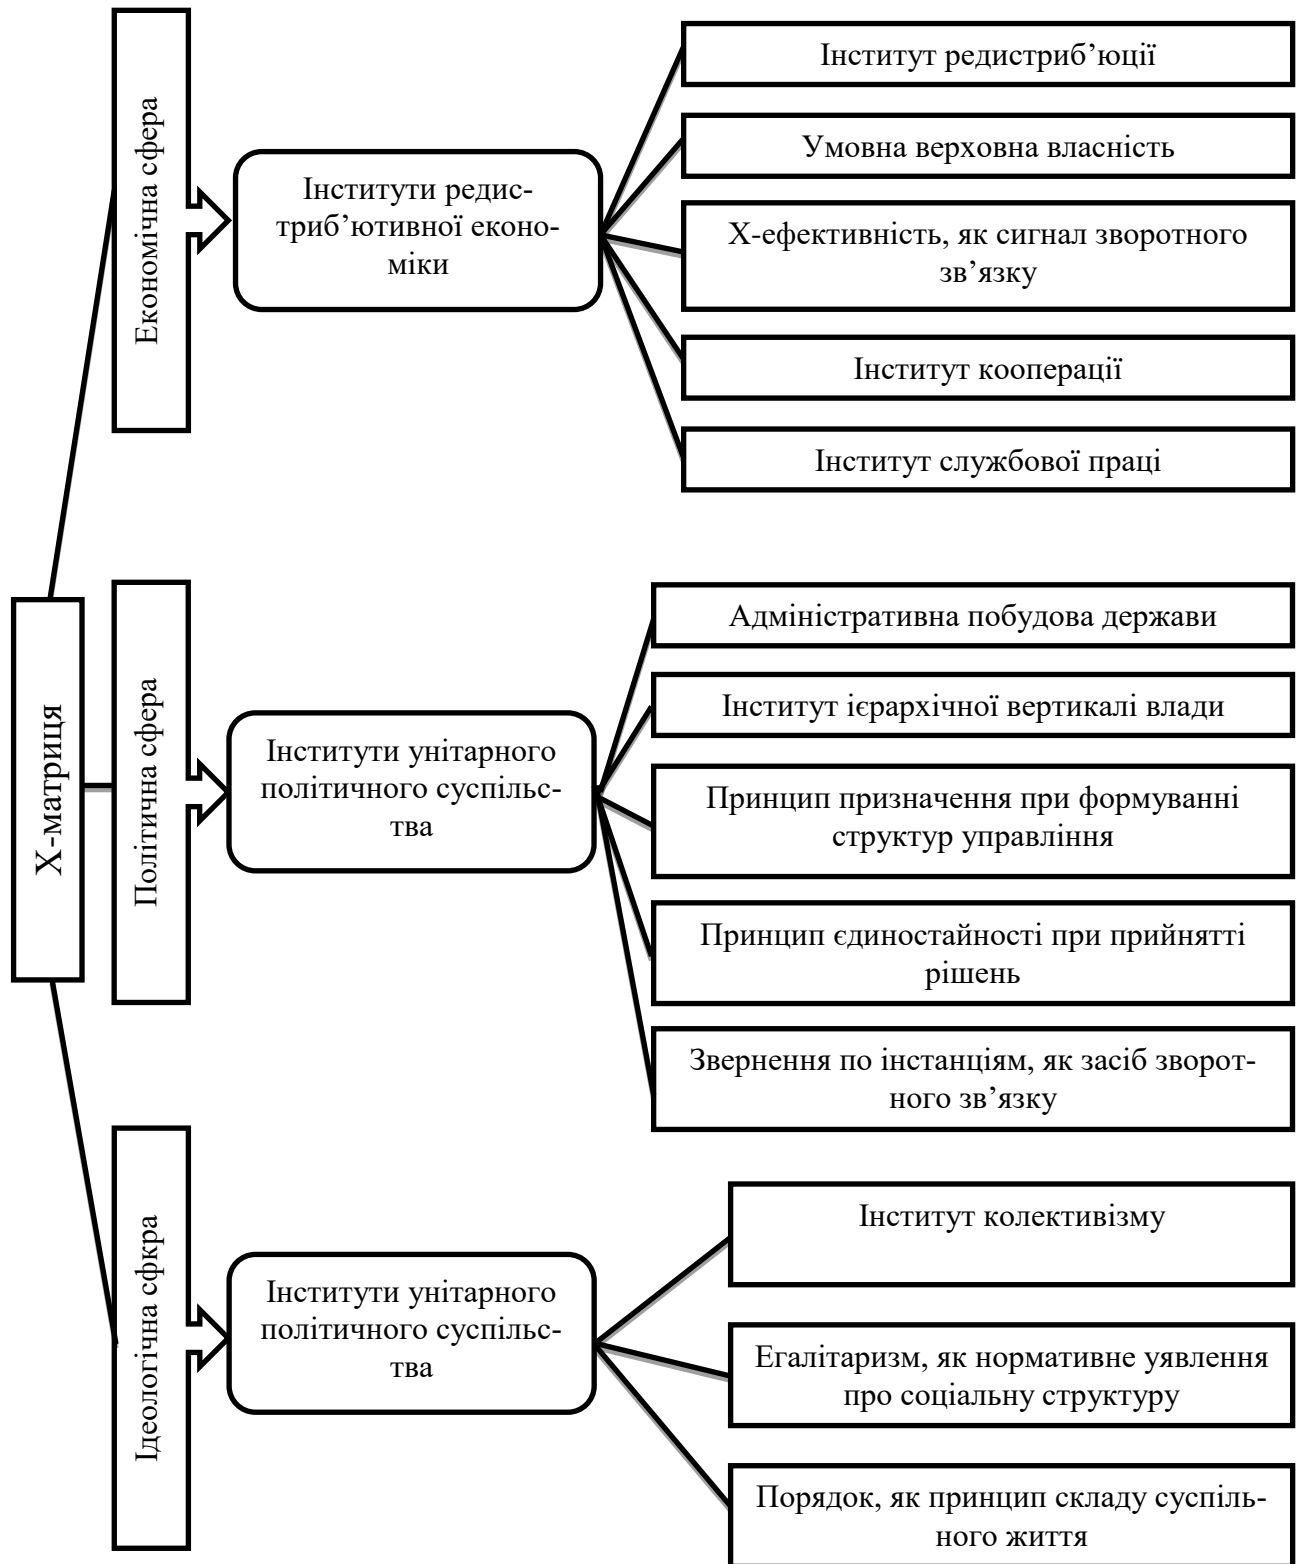 Х-матриця
Економічна сфера
Інститути редис-
триб’ютивної еконо-
міки
Інститут редистриб’юції
Умовна верховна власність
Х-ефективність, як сигнал зворотного
зв’язку
Інститут кооперації
Інститут службової праці
Політична сфера
Інститути унітарного
політичного суспільс-
тва
Адміністративна побудова держави
Інститут ієрархічної вертикалі влади
Принцип призначення при формуванні
структур управління
Принцип єдиностайності при прийнятті
рішень
Звернення по інстанціям, як засіб зворот-
ного зв’язку
Ідеологічна сфкра
Інститути унітарного
політичного суспільс-
тва
Інститут колективізму
Егалітаризм, як нормативне уявлення
про соціальну структуру
Порядок, як принцип складу суспіль-
ного життя